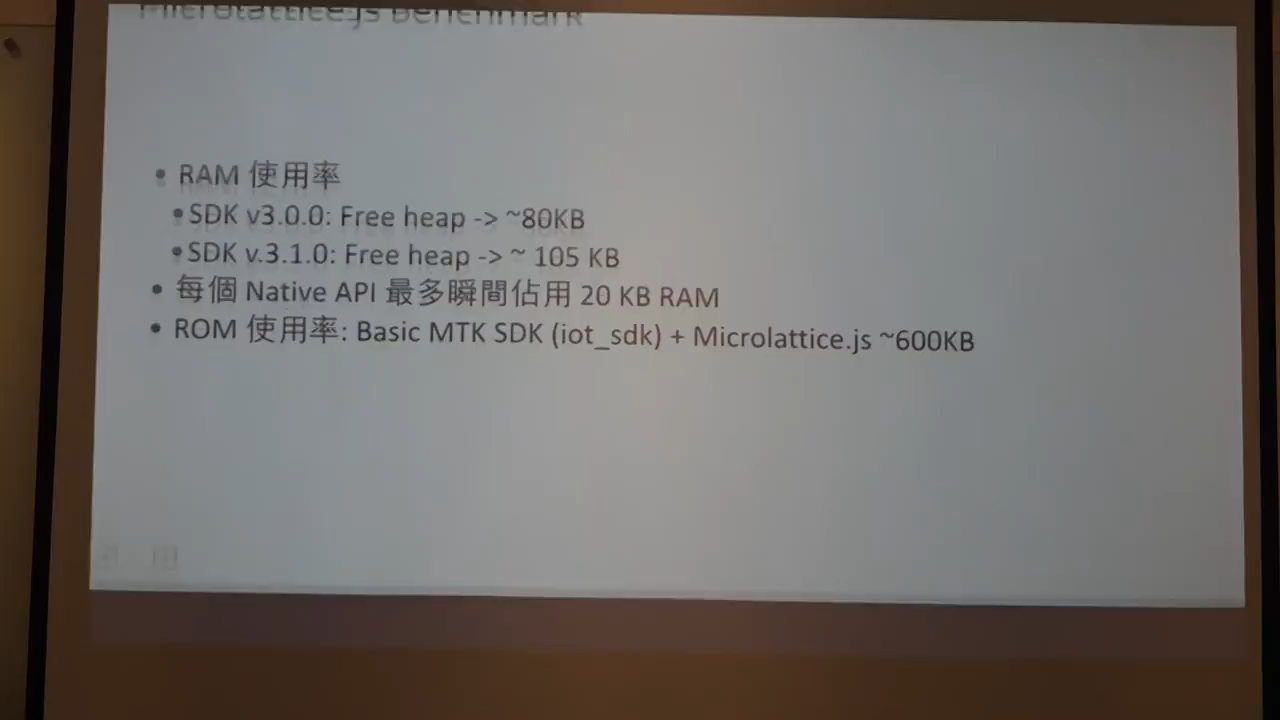 Microlattice.js Benchmark
• RAM 使用率
•SDK v3.0.0: Free heap -> ~80KB
•SDK v.3.1.0: Free heap -> ~ 105 KB
• 每個 Native API 最多瞬間佔用 20 KB RAM
• ROM 使用率: Basic MTK SDK (iot_sdk) + Microlattice.js ~600KB